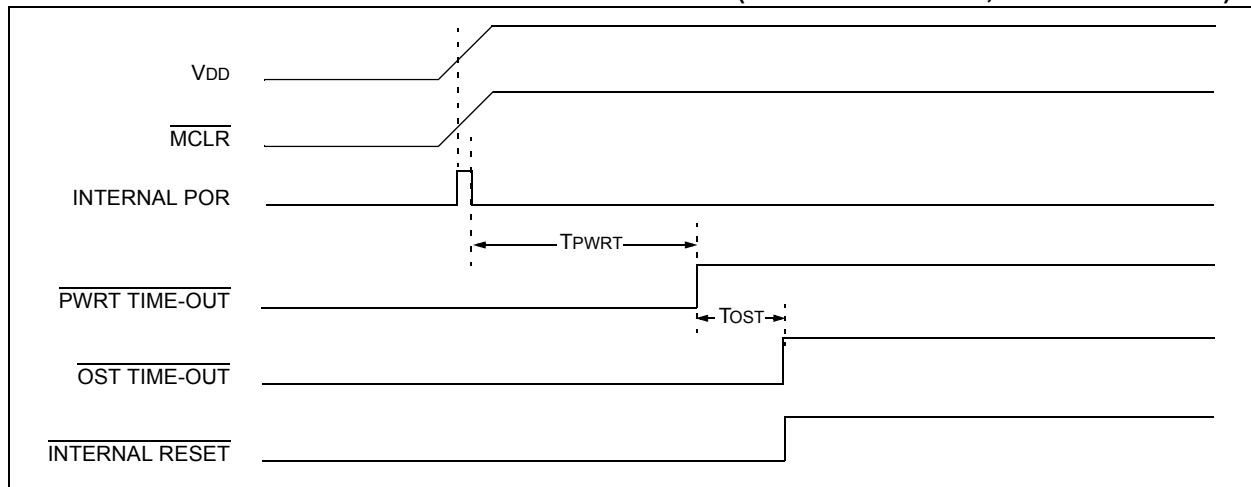 VDD
MCLR
INTERNAL POR
TPWRT
PWRT TIME-OUT
TOST
OST TIME-OUT
INTERNAL RESET